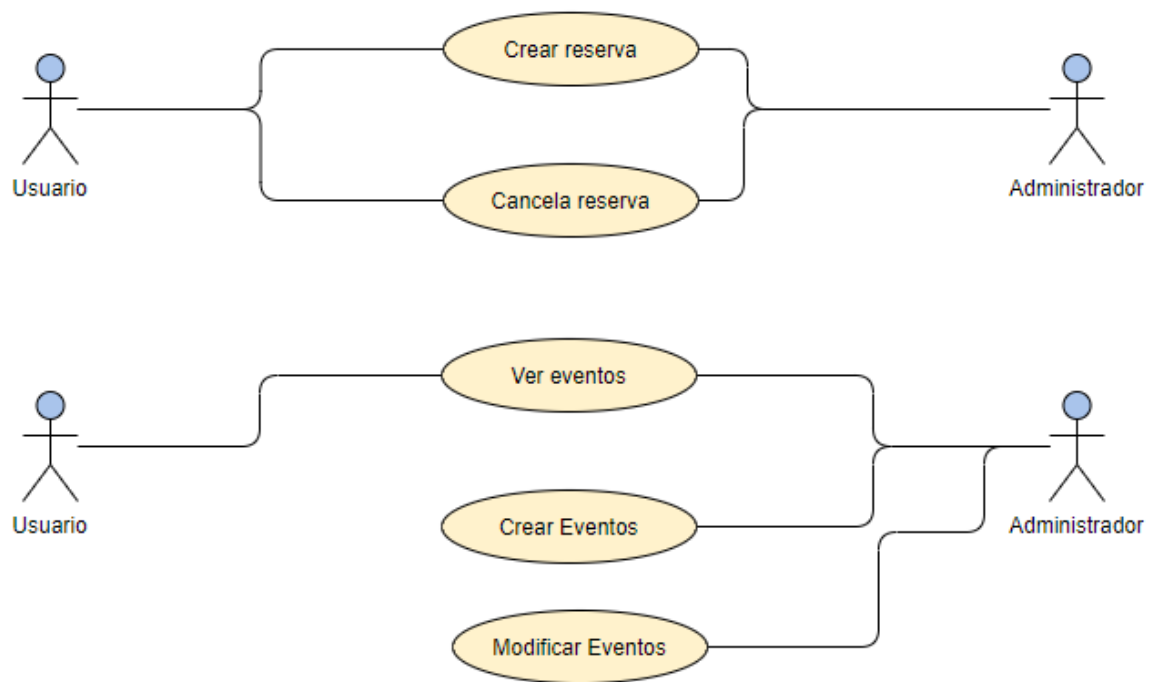 Crear reserva
Usuario
Administrador
Cancela reserva
Ver eventos
Usuario
Crear Eventos
Administrador
Modificar Eventos